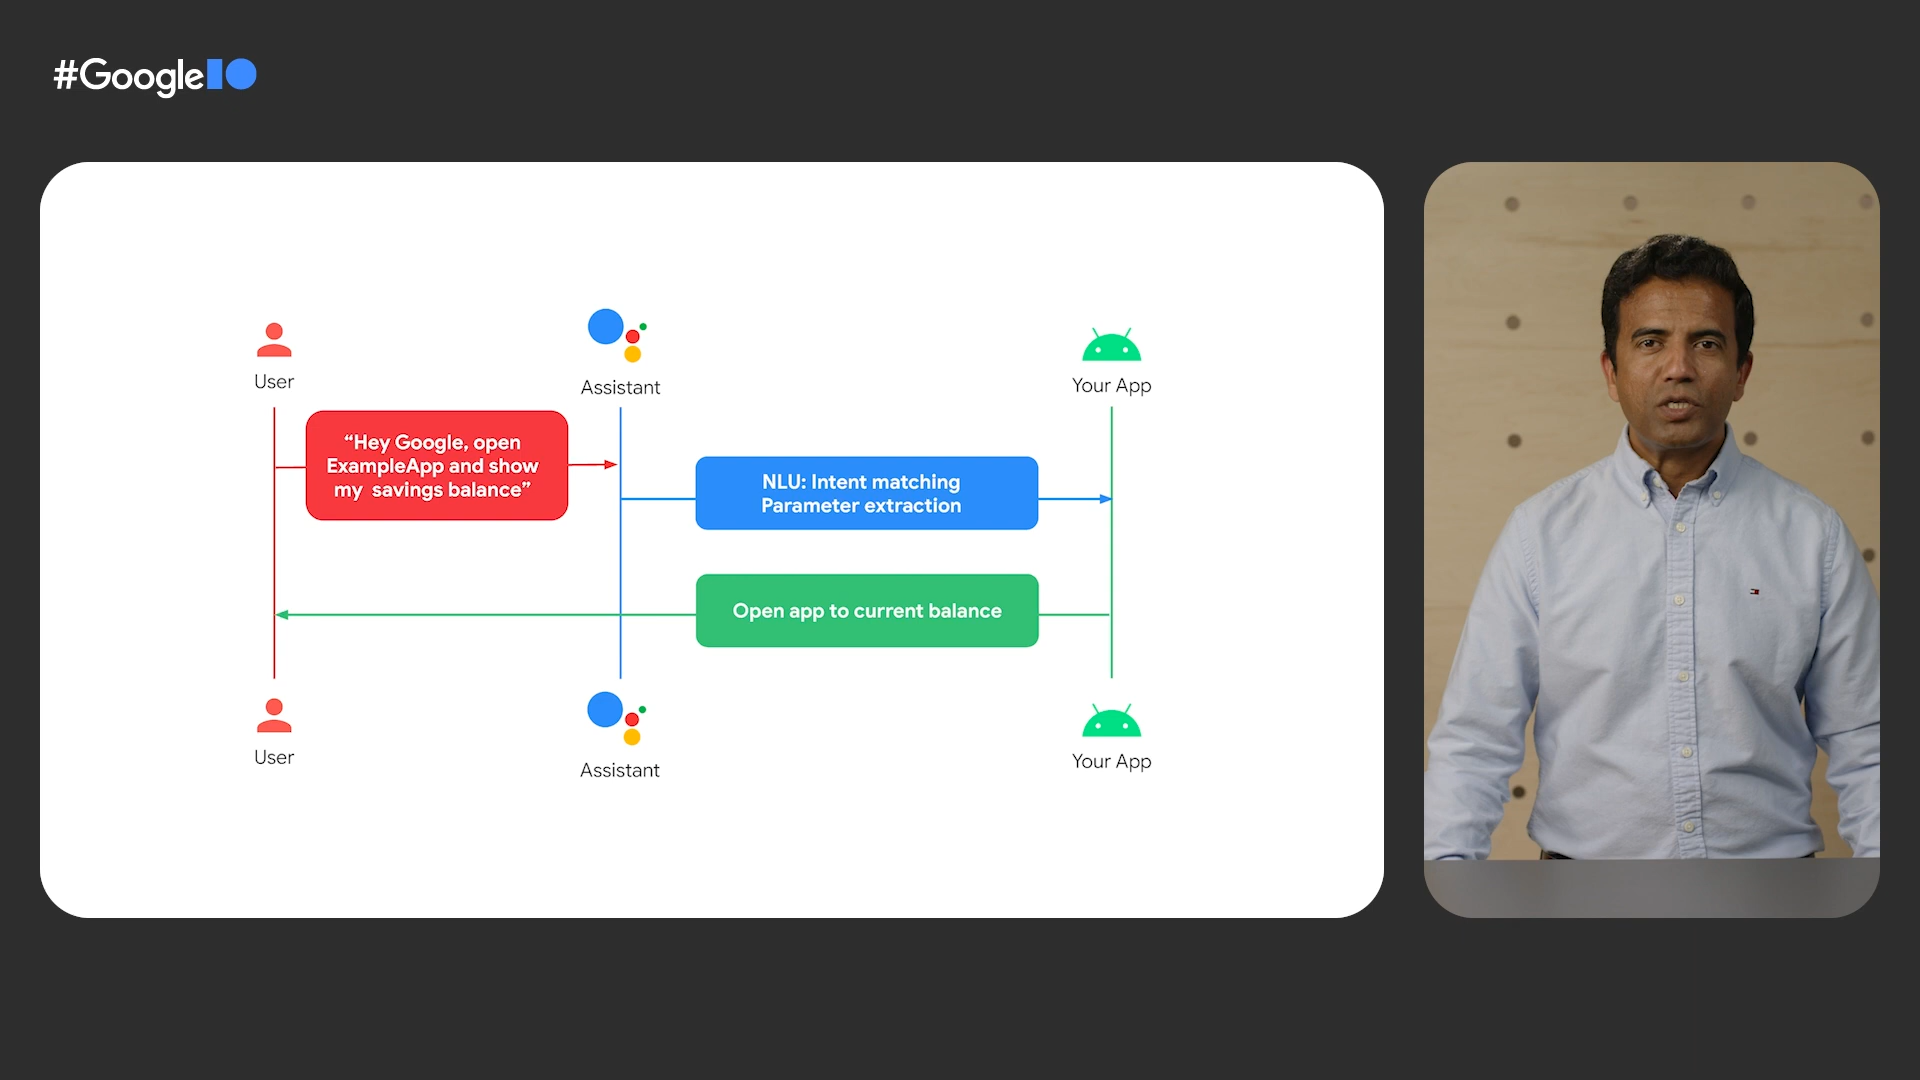 #GoogleIO
User
Assistant
Your App
“Hey Google, open
ExampleApp and show
my savings balance”
NLU: Intent matching
Parameter extraction
Open app to current balance
User
Assistant
Your App